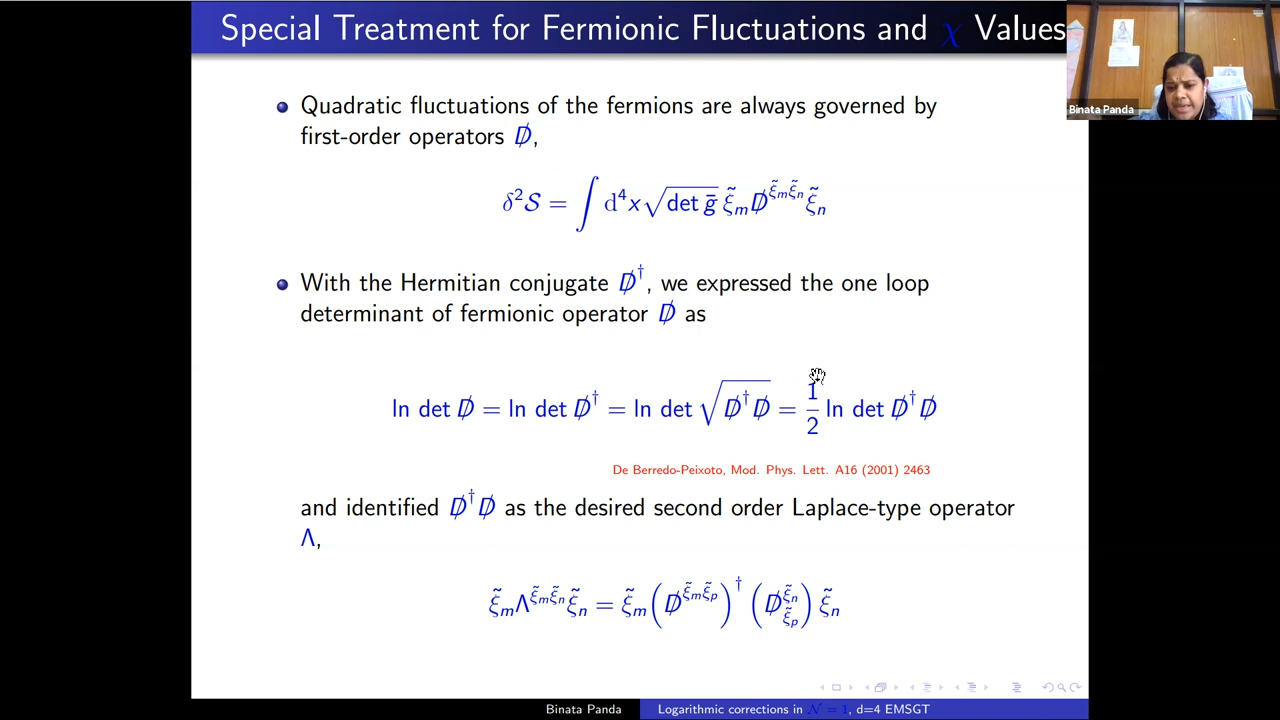 Special Treatment for Fermionic Fluctuations and χ Values
Binata Panda
Quadratic fluctuations of the fermions are always governed by
first-order operators D̸,
δ²𝒮 = ∫ d⁴x √(det ḡ) ξ̃ₘ D̸^{ξ̃ₘξ̃ₙ} ξ̃ₙ
With the Hermitian conjugate D̸†, we expressed the one loop
determinant of fermionic operator D̸ as
ln det D̸ = ln det D̸† = ln det √(D̸†D̸) = 1/2 ln det D̸†D̸
De Berredo-Peixoto, Mod. Phys. Lett. A16 (2001) 2463
and identified D̸†D̸ as the desired second order Laplace-type operator
Λ,
ξ̃ₘ Λ^{ξ̃ₘξ̃ₙ} ξ̃ₙ = ξ̃ₘ (D̸^{ξ̃ₘξ̃ₚ})† (D̸_{ξ̃ₚ}^{ξ̃ₙ}) ξ̃ₙ
Binata Panda
Logarithmic corrections in 𝒩 = 1, d=4 EMSGT